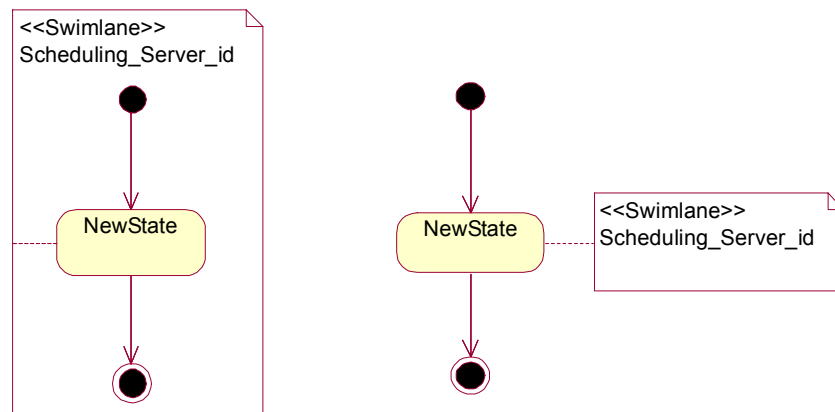 <<Swimlane>>
Scheduling_Server_id
NewState
NewState
<<Swimlane>>
Scheduling_Server_id